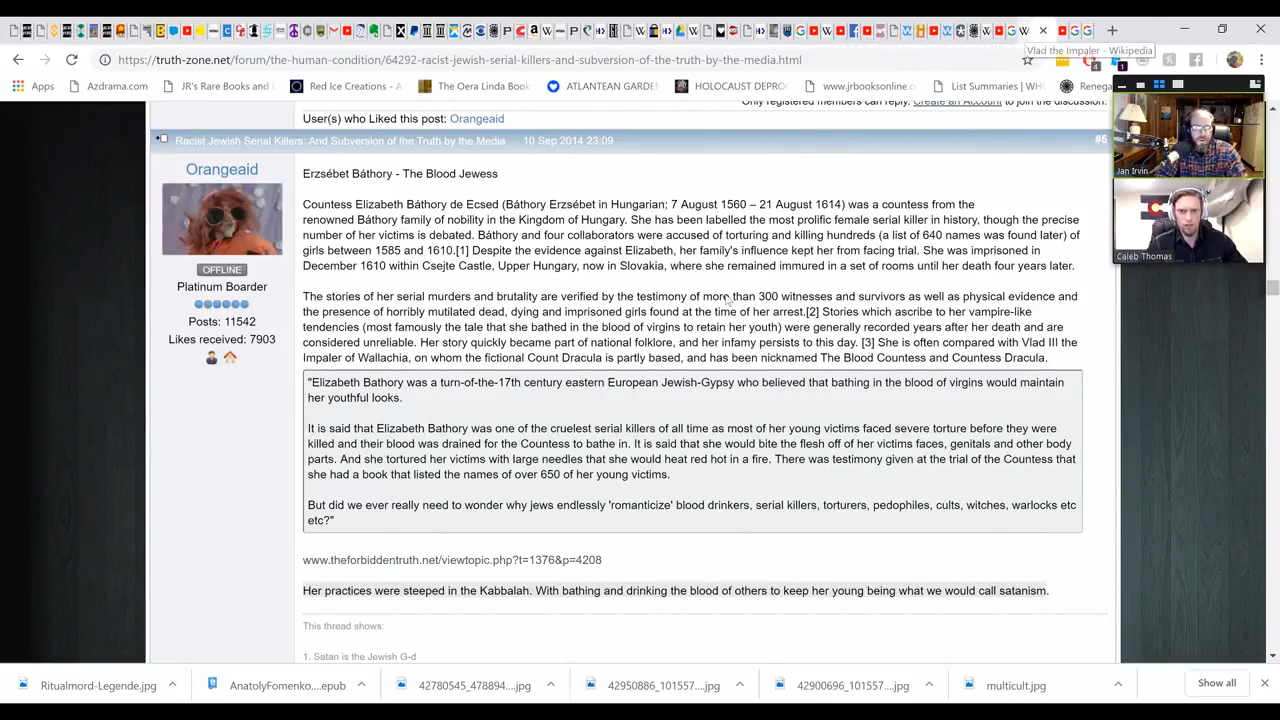 Vlad the Impaler - Wikipedia
https://truth-zone.net/forum/the-human-condition/64292-racist-jewish-serial-killers-and-subversion-of-the-truth-by-the-media.html
Apps
Azdrama.com
JR's Rare Books and
Red Ice Creations - A
The Oera Linda Book
ATLANTEAN GARDEN
HOLOCAUST DEPRO
www.jrbooksonline.c
List Summaries | WHO
Renega
Only registered members can reply. Create an Account to join the discussion.
User(s) who Liked this post: Orangeaid
Racist Jewish Serial Killers: And Subversion of the Truth by the Media 10 Sep 2014 23:09 #5
Jan Irvin
Caleb Thomas
Orangeaid
OFFLINE
Platinum Boarder
Posts: 11542
Likes received: 7903
Erzsébet Báthory - The Blood Jewess
Countess Elizabeth Báthory de Ecsed (Báthory Erzsébet in Hungarian; 7 August 1560 – 21 August 1614) was a countess from the
renowned Báthory family of nobility in the Kingdom of Hungary. She has been labelled the most prolific female serial killer in history, though the precise
number of her victims is debated. Báthory and four collaborators were accused of torturing and killing hundreds (a list of 640 names was found later) of
girls between 1585 and 1610.[1] Despite the evidence against Elizabeth, her family's influence kept her from facing trial. She was imprisoned in
December 1610 within Csejte Castle, Upper Hungary, now in Slovakia, where she remained immured in a set of rooms until her death four years later.
The stories of her serial murders and brutality are verified by the testimony of more than 300 witnesses and survivors as well as physical evidence and
the presence of horribly mutilated dead, dying and imprisoned girls found at the time of her arrest.[2] Stories which ascribe to her vampire-like
tendencies (most famously the tale that she bathed in the blood of virgins to retain her youth) were generally recorded years after her death and are
considered unreliable. Her story quickly became part of national folklore, and her infamy persists to this day. [3] She is often compared with Vlad III the
Impaler of Wallachia, on whom the fictional Count Dracula is partly based, and has been nicknamed The Blood Countess and Countess Dracula.
"Elizabeth Bathory was a turn-of-the-17th century eastern European Jewish-Gypsy who believed that bathing in the blood of virgins would maintain
her youthful looks.
It is said that Elizabeth Bathory was one of the cruelest serial killers of all time as most of her young victims faced severe torture before they were
killed and their blood was drained for the Countess to bathe in. It is said that she would bite the flesh off of her victims faces, genitals and other body
parts. And she tortured her victims with large needles that she would heat red hot in a fire. There was testimony given at the trial of the Countess that
she had a book that listed the names of over 650 of her young victims.
But did we ever really need to wonder why jews endlessly 'romanticize' blood drinkers, serial killers, torturers, pedophiles, cults, witches, warlocks etc
etc?"
www.theforbiddentruth.net/viewtopic.php?t=1376&p=4208
Her practices were steeped in the Kabbalah. With bathing and drinking the blood of others to keep her young being what we would call satanism.
This thread shows:
1. Satan is the Jewish G-d
Ritualmord-Legende.jpg
AnatolyFomenko....epub
42780545_478894....jpg
42950886_101557....jpg
42900696_101557....jpg
multicult.jpg
Show all